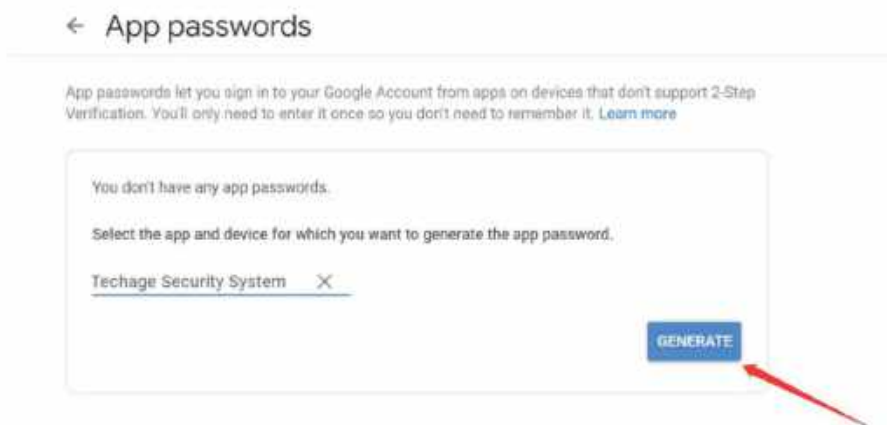 ← App passwords
App passwords let you sign in to your Google Account from apps on devices that don't support 2-Step
Verification. You'll only need to enter it once so you don't need to remember it. Learn more
You don't have any app passwords.
Select the app and device for which you want to generate the app password.
Techage Security System ✕
GENERATE